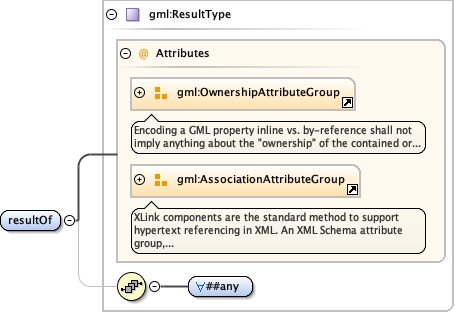 gml:ResultType
@ Attributes
gml:OwnershipAttributeGroup
Encoding a GML property inline vs. by-reference shall not
imply anything about the "ownership" of the contained or...
gml:AssociationAttributeGroup
XLink components are the standard method to support
hypertext referencing in XML. An XML Schema attribute
group,...
resultOf
∀##any